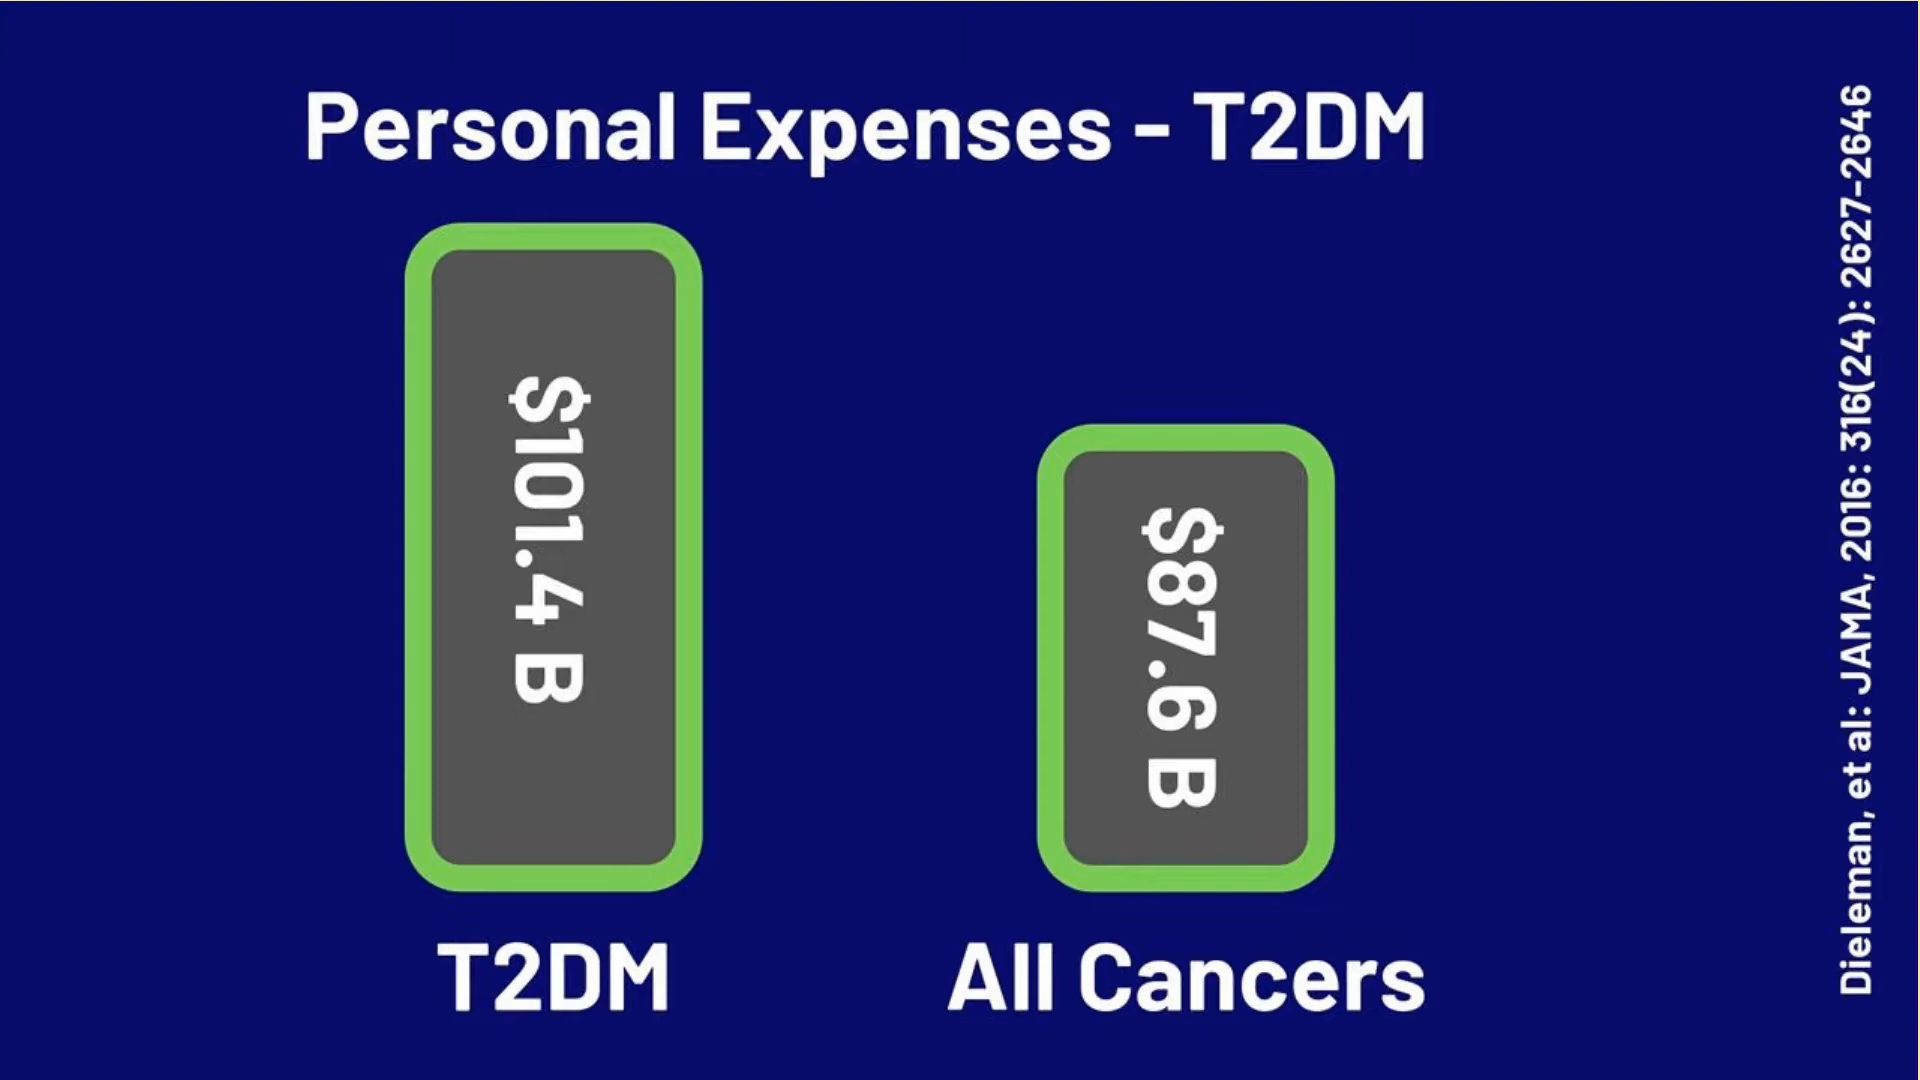 Personal Expenses - T2DM
$101.4 B
$87.6 B
T2DM
All Cancers
Dieleman, et al: JAMA, 2016: 316(24): 2627-2646